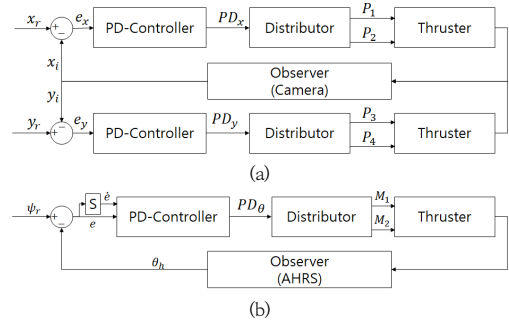 x_r + − e_x PD-Controller PD_x Distributor P_1 P_2 Thruster
x_i
Observer
(Camera)
y_i
y_r + − e_y PD-Controller PD_y Distributor P_3 P_4 Thruster
(a)
ψ_r + − S ė e PD-Controller PD_θ Distributor M_1 M_2 Thruster
θ_h
Observer
(AHRS)
(b)